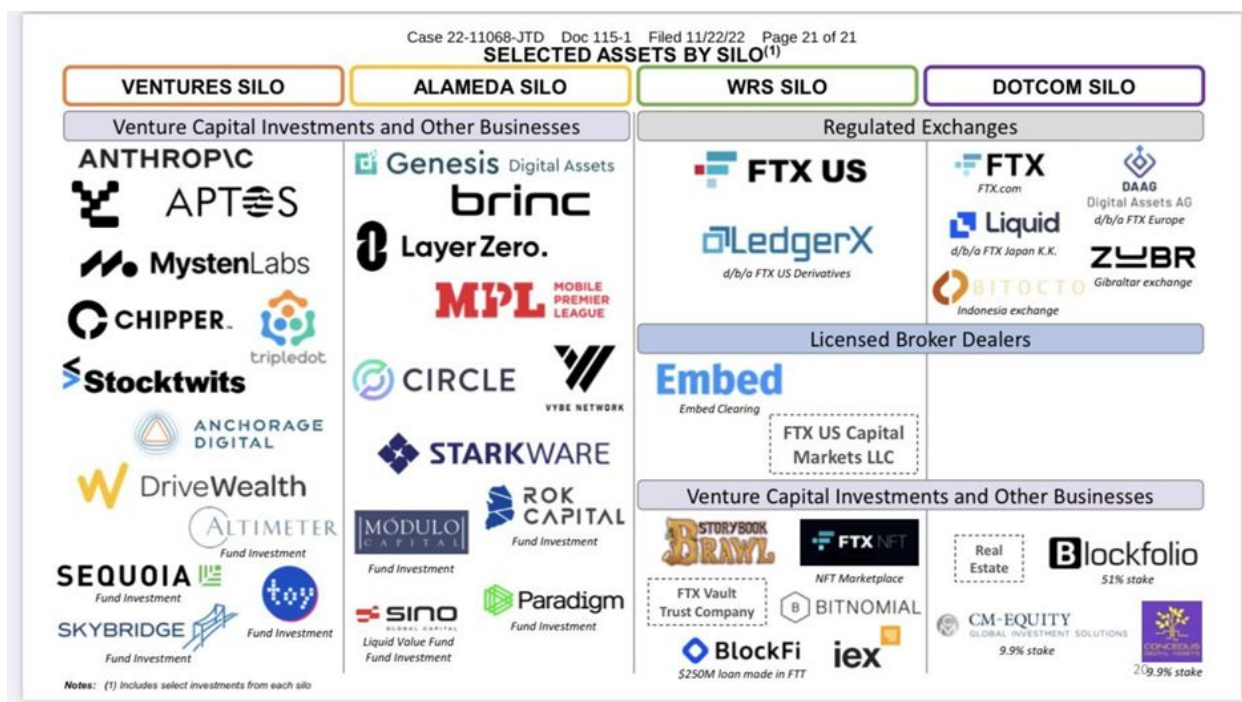 Case 22-11068-JTD Doc 115-1 Filed 11/22/22 Page 21 of 21
SELECTED ASSETS BY SILO(1)
VENTURES SILO
ALAMEDA SILO
WRS SILO
DOTCOM SILO
Venture Capital Investments and Other Businesses
ANTHROP\C
APTOS
MystenLabs
CHIPPER
tripledot
Stocktwits
ANCHORAGE
DIGITAL
DriveWealth
ALTIMETER
Fund Investment
SEQUOIA
Fund Investment
toy
Fund Investment
SKYBRIDGE
Fund Investment
Genesis Digital Assets
brinc
LayerZero.
MPL MOBILE
PREMIER
LEAGUE
CIRCLE
VYBE NETWORK
STARKWARE
MÓDULO
CAPITAL
Fund Investment
ROK
CAPITAL
Fund Investment
SINO
GLOBAL CAPITAL
Liquid Value Fund
Fund Investment
Paradigm
Fund Investment
Regulated Exchanges
FTX US
LedgerX
d/b/a FTX US Derivatives
FTX
FTX.com
DAAG
Digital Assets AG
d/b/a FTX Europe
Liquid
d/b/a FTX Japan K.K.
ZUBR
Gibraltar exchange
BITOCTO
Indonesia exchange
Licensed Broker Dealers
Embed
Embed Clearing
FTX US Capital
Markets LLC
Venture Capital Investments and Other Businesses
STORYBOOK
BRAWL
FTX NFT
NFT Marketplace
FTX Vault
Trust Company
B BITNOMIAL
BlockFi
$250M loan made in FTT
iex
Real
Estate
Blockfolio
51% stake
CM-EQUITY
GLOBAL INVESTMENT SOLUTIONS
9.9% stake
CONCEDUS
DIGITAL ASSETS
9.9% stake
20
Notes: (1) Includes select investments from each silo